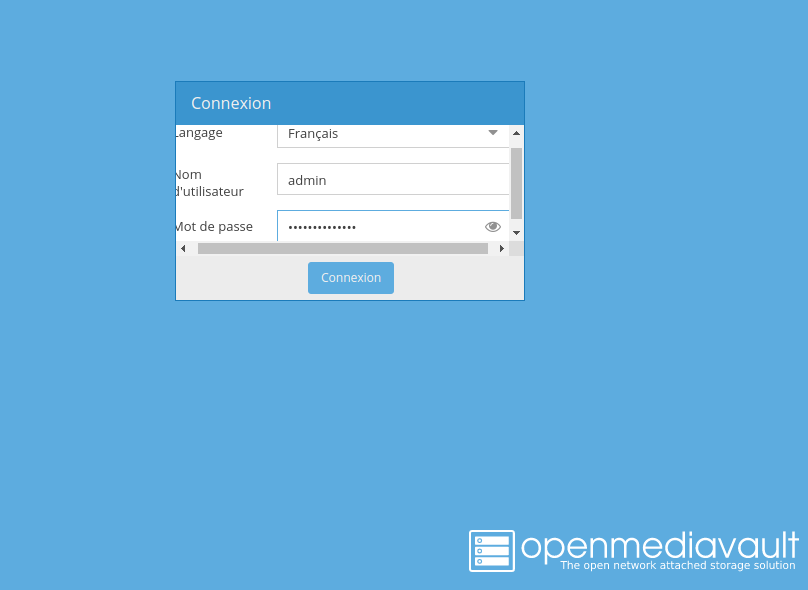 Connexion
Langage
Français
Nom
d'utilisateur
admin
Mot de passe
••••••••••••••
Connexion
openmediavault
The open network attached storage solution